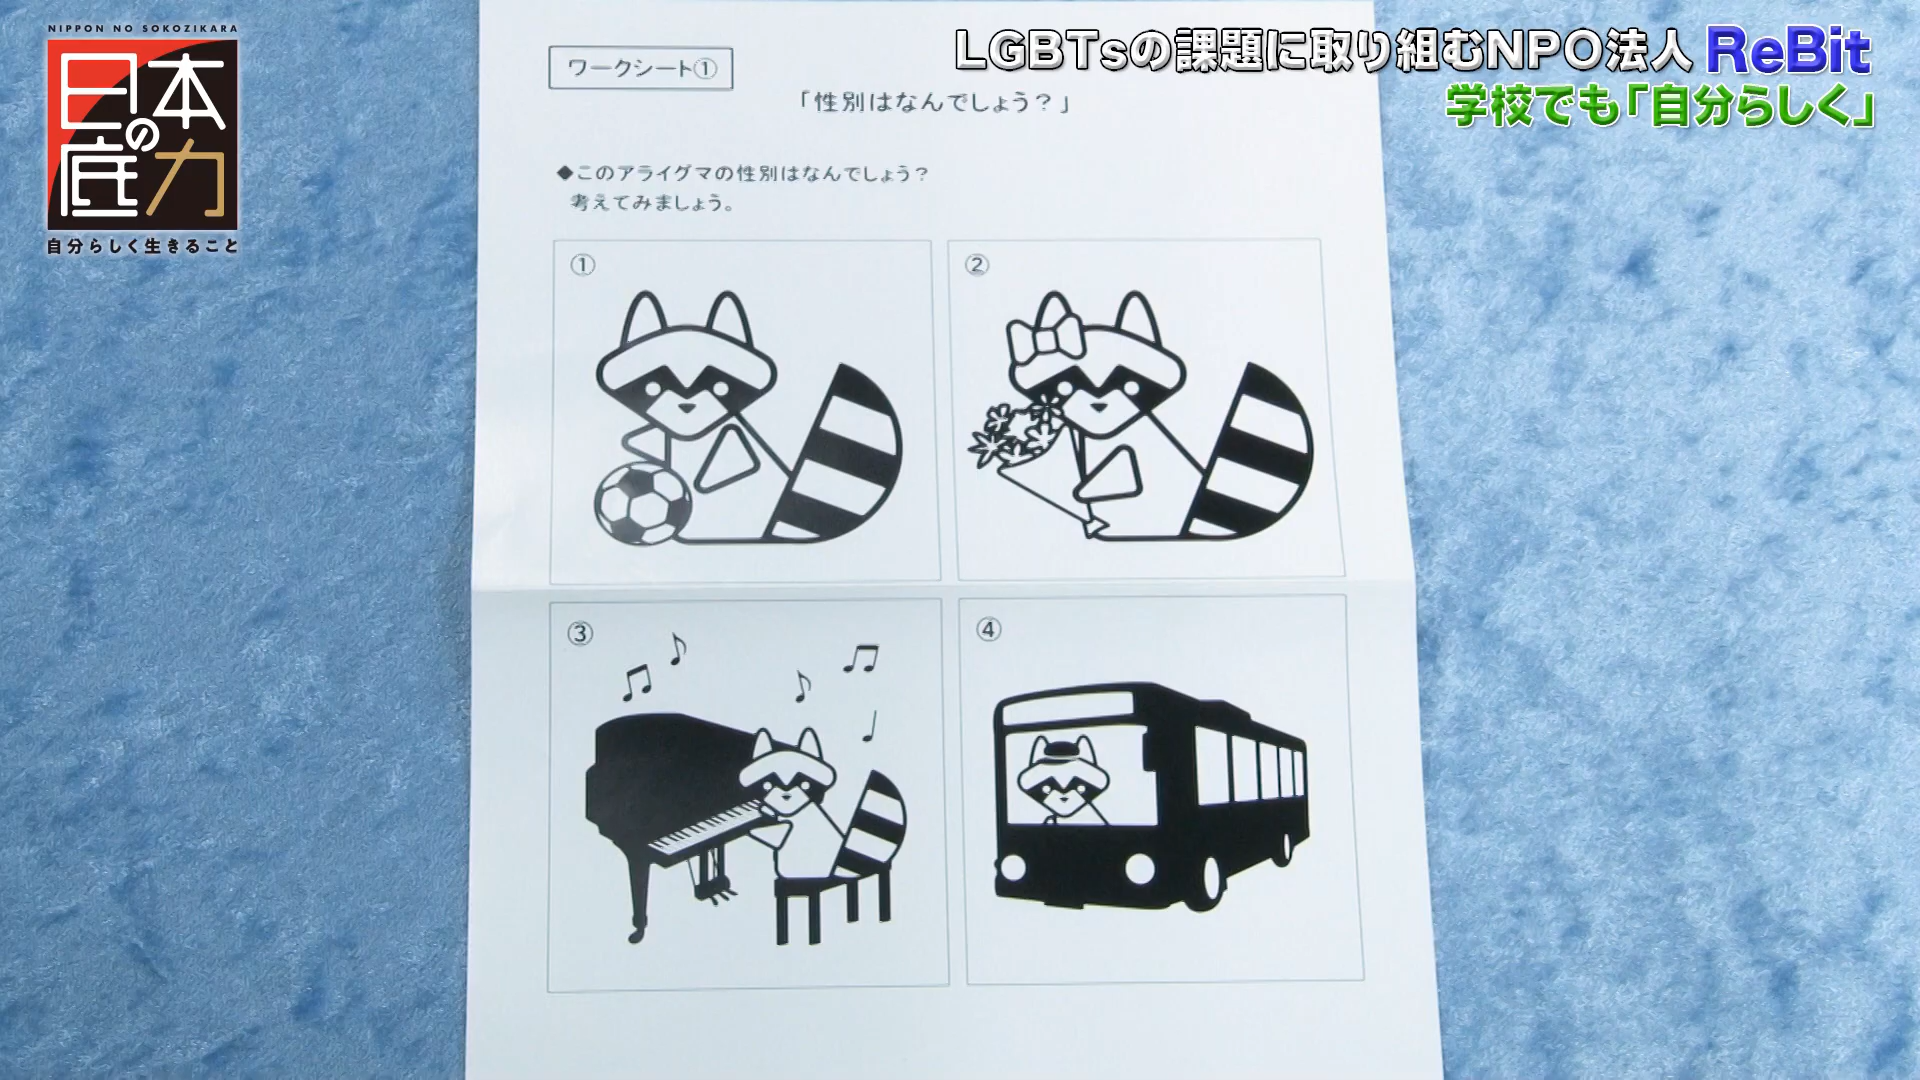 NIPPON NO SOKOZIKARA
日本の
底力
自分らしく生きること
LGBTsの課題に取り組むNPO法人 ReBit
学校でも「自分らしく」
ワークシート①
「性別はなんでしょう？」
◆このアライグマの性別はなんでしょう？
考えてみましょう。
①
②
③
④